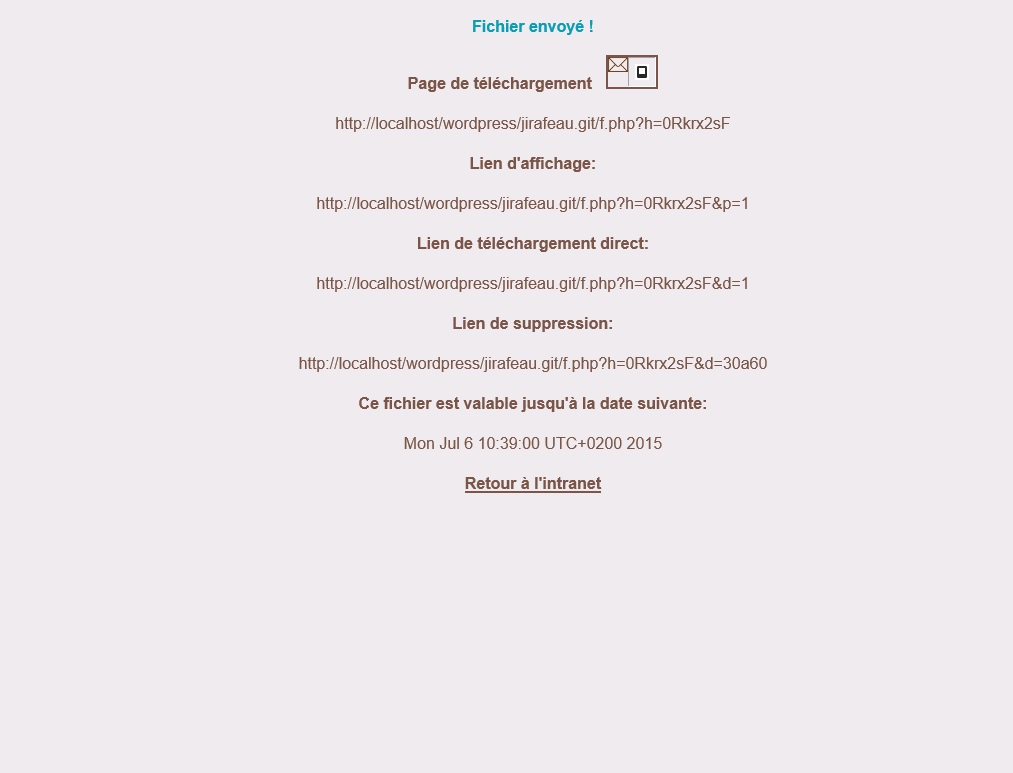 Fichier envoyé !
Page de téléchargement
http://localhost/wordpress/jirafeau.git/f.php?h=0Rkrx2sF
Lien d'affichage:
http://localhost/wordpress/jirafeau.git/f.php?h=0Rkrx2sF&p=1
Lien de téléchargement direct:
http://localhost/wordpress/jirafeau.git/f.php?h=0Rkrx2sF&d=1
Lien de suppression:
http://localhost/wordpress/jirafeau.git/f.php?h=0Rkrx2sF&d=30a60
Ce fichier est valable jusqu'à la date suivante:
Mon Jul 6 10:39:00 UTC+0200 2015
Retour à l'intranet